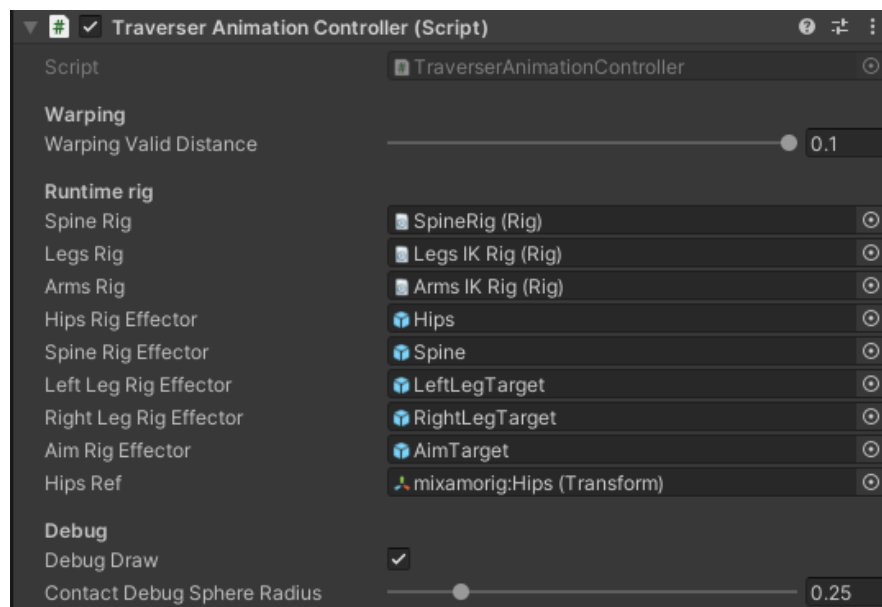 # Traverser Animation Controller (Script)
Script TraverserAnimationController
Warping
Warping Valid Distance 0.1
Runtime rig
Spine Rig SpineRig (Rig)
Legs Rig Legs IK Rig (Rig)
Arms Rig Arms IK Rig (Rig)
Hips Rig Effector Hips
Spine Rig Effector Spine
Left Leg Rig Effector LeftLegTarget
Right Leg Rig Effector RightLegTarget
Aim Rig Effector AimTarget
Hips Ref mixamorig:Hips (Transform)
Debug
Debug Draw
Contact Debug Sphere Radius 0.25